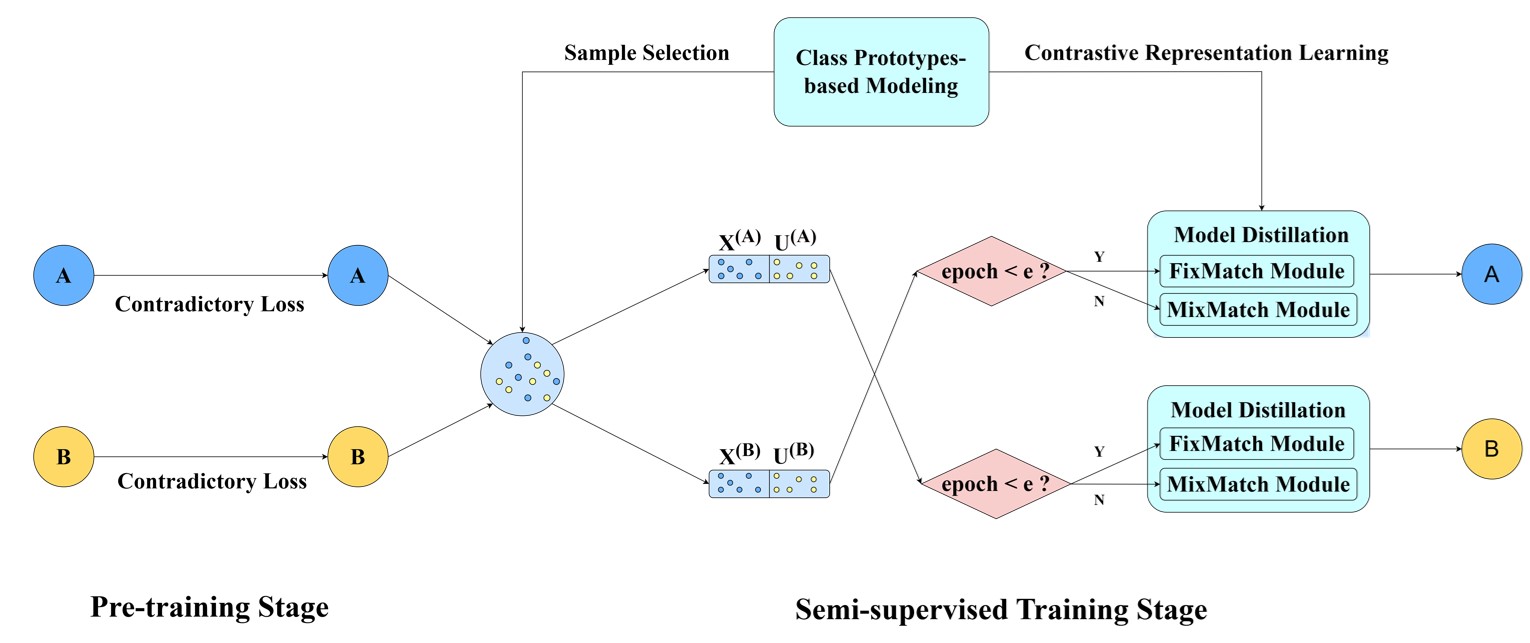 Sample Selection
Class Prototypes-
based Modeling
Contrastive Representation Learning
X(A) U(A)
A
Contradictory Loss
A
epoch < e ?
Y
N
Model Distillation
FixMatch Module
MixMatch Module
A
B
Contradictory Loss
B
X(B) U(B)
epoch < e ?
Y
N
Model Distillation
FixMatch Module
MixMatch Module
B
Pre-training Stage
Semi-supervised Training Stage